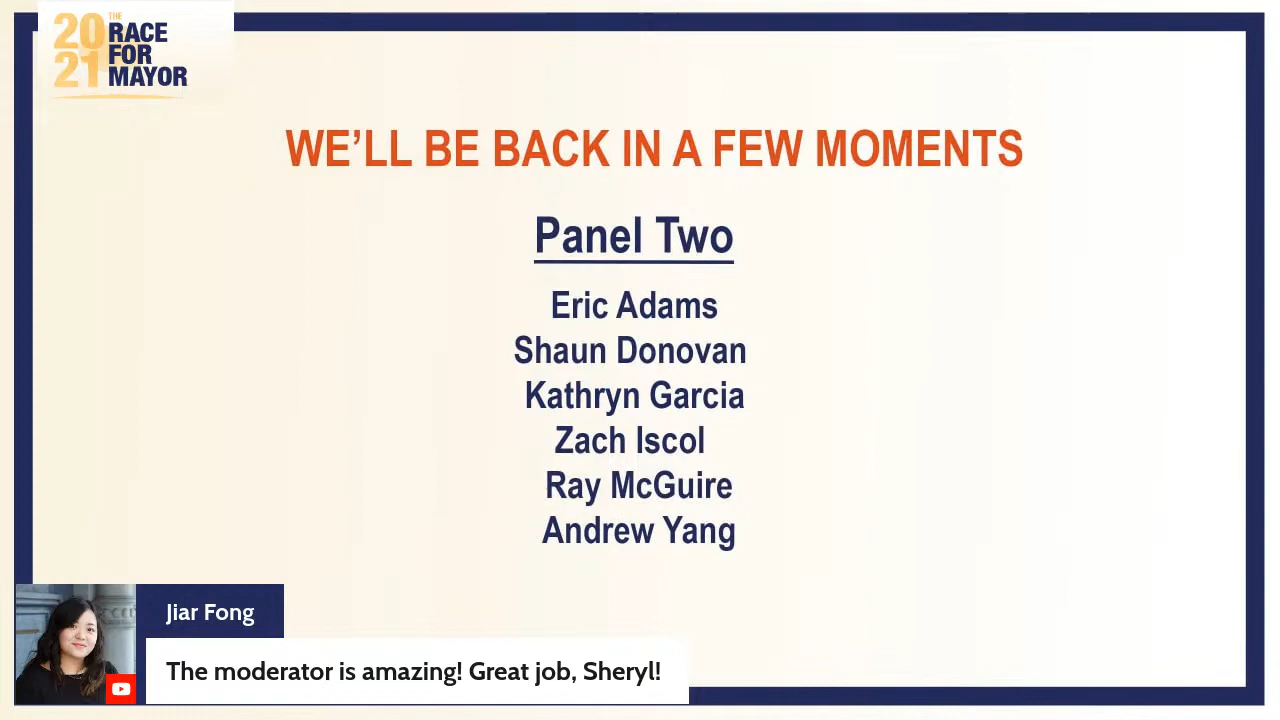 THE
20 RACE
FOR
21 MAYOR
WE'LL BE BACK IN A FEW MOMENTS
Panel Two
Eric Adams
Shaun Donovan
Kathryn Garcia
Zach Iscol
Ray McGuire
Andrew Yang
Jiar Fong
The moderator is amazing! Great job, Sheryl!